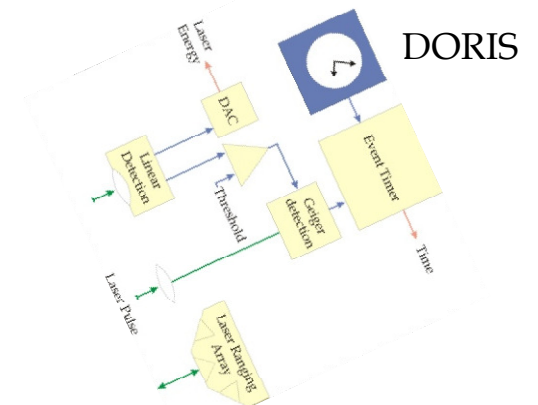 DORIS
Laser
Energy
DAC
Linear
Detection
Threshold
Geiger
detection
Event Timer
Time
Laser Pulse
Laser Ranging
Array